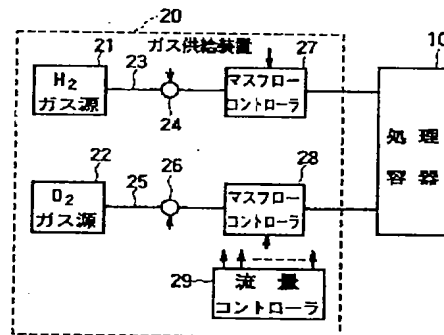 20
ガス供給装置
21
23
27
10
H2
ガス源
24
マスフロー
コントローラ
処理
容器
22
25
26
28
O2
ガス源
マスフロー
コントローラ
29
流量
コントローラ